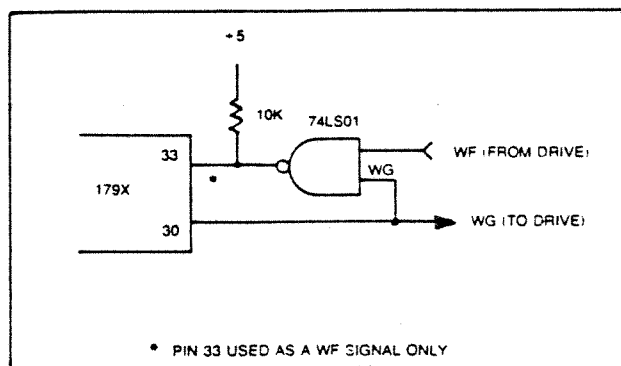 +5
10K
74LS01
33
WF (FROM DRIVE)
WG
179X
30
WG (TO DRIVE)
* PIN 33 USED AS A WF SIGNAL ONLY